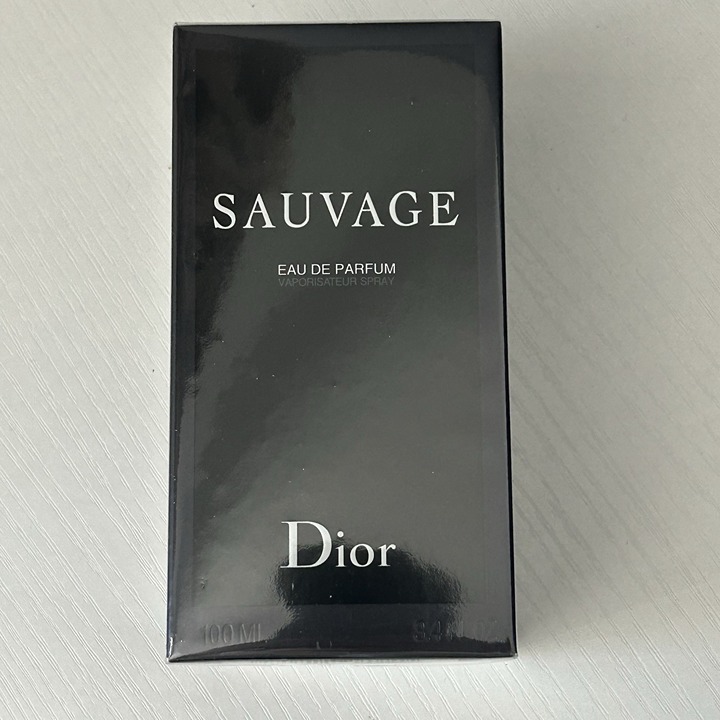 SAUVAGE
EAU DE PARFUM
VAPORISATEUR SPRAY
Dior
100 ML